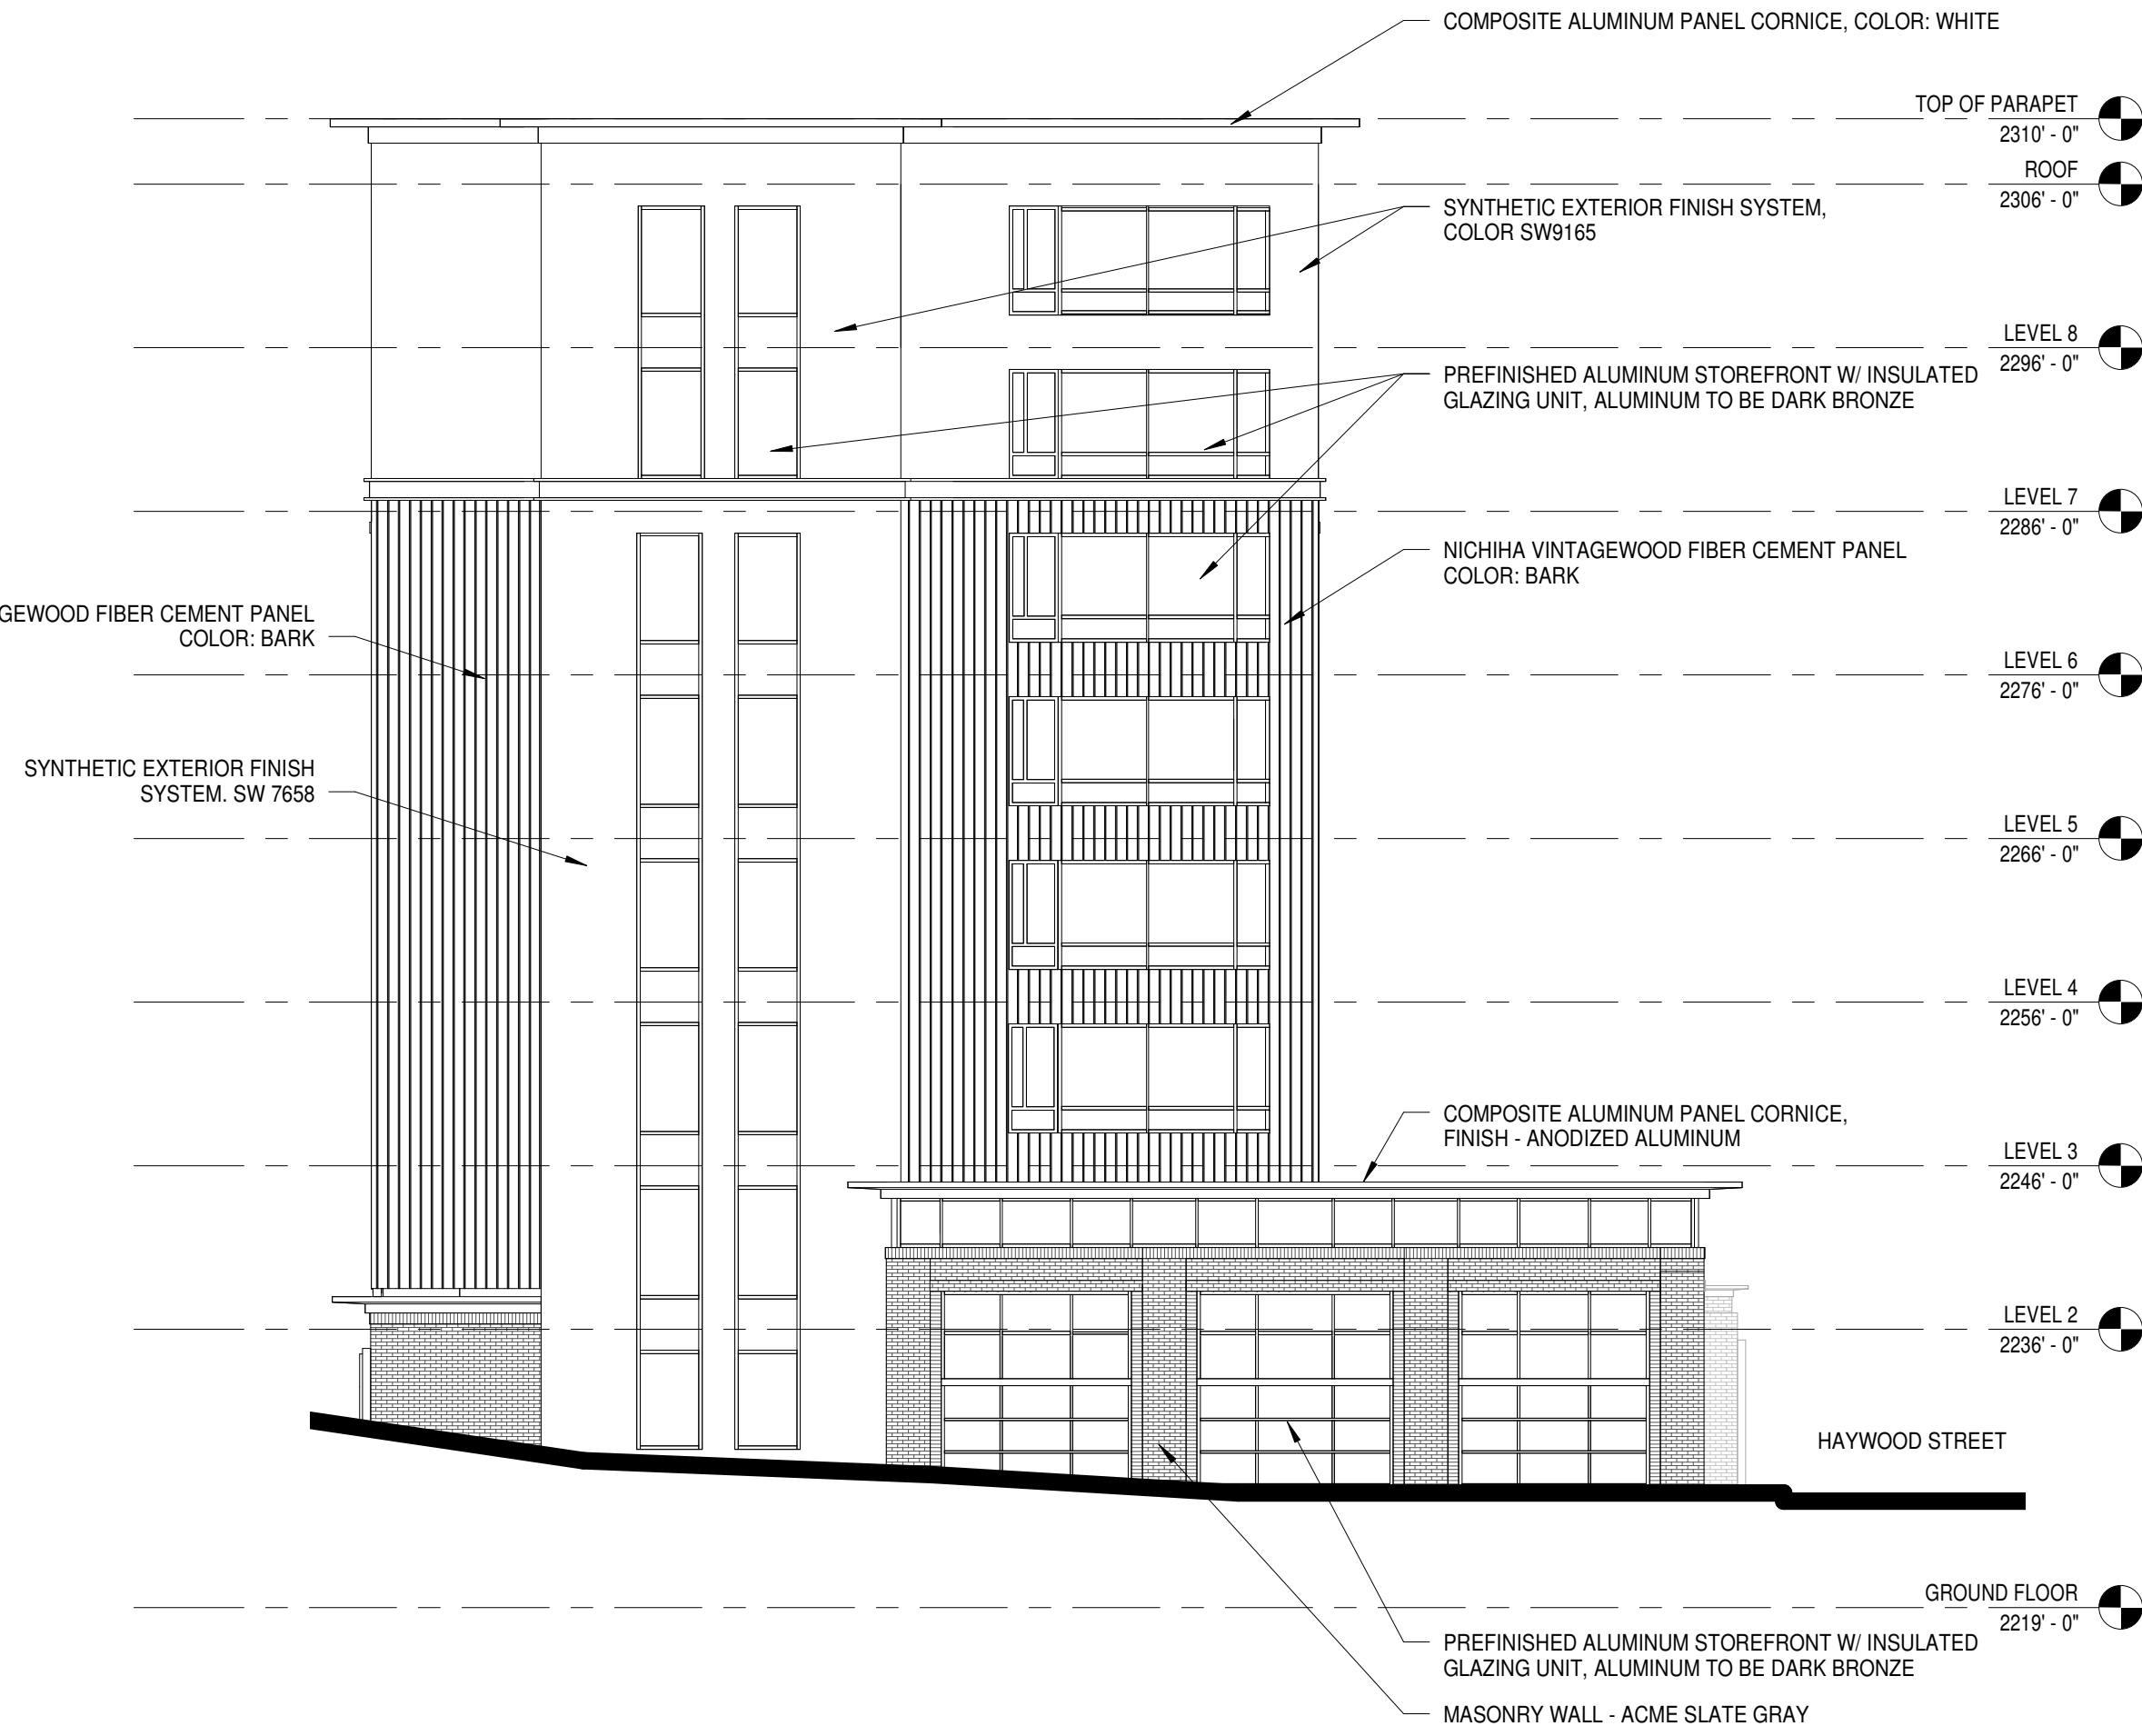 COMPOSITE ALUMINUM PANEL CORNICE, COLOR: WHITE
TOP OF PARAPET
2310' - 0"
ROOF
2306' - 0"
SYNTHETIC EXTERIOR FINISH SYSTEM,
COLOR SW9165
LEVEL 8
2296' - 0"
PREFINISHED ALUMINUM STOREFRONT W/ INSULATED
GLAZING UNIT, ALUMINUM TO BE DARK BRONZE
LEVEL 7
2286' - 0"
NICHIHA VINTAGEWOOD FIBER CEMENT PANEL
COLOR: BARK
GEWOOD FIBER CEMENT PANEL
COLOR: BARK
LEVEL 6
2276' - 0"
SYNTHETIC EXTERIOR FINISH
SYSTEM. SW 7658
LEVEL 5
2266' - 0"
LEVEL 4
2256' - 0"
COMPOSITE ALUMINUM PANEL CORNICE,
FINISH - ANODIZED ALUMINUM
LEVEL 3
2246' - 0"
LEVEL 2
2236' - 0"
HAYWOOD STREET
GROUND FLOOR
2219' - 0"
PREFINISHED ALUMINUM STOREFRONT W/ INSULATED
GLAZING UNIT, ALUMINUM TO BE DARK BRONZE
MASONRY WALL - ACME SLATE GRAY